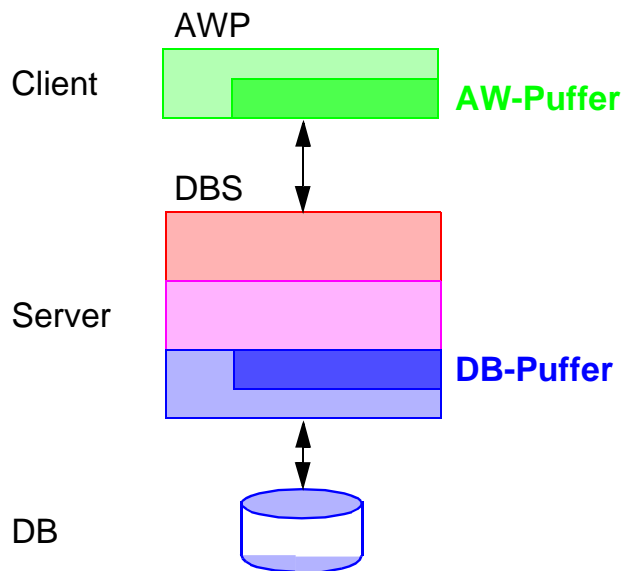 AWP
Client
AW-Puffer
DBS
Server
DB-Puffer
DB